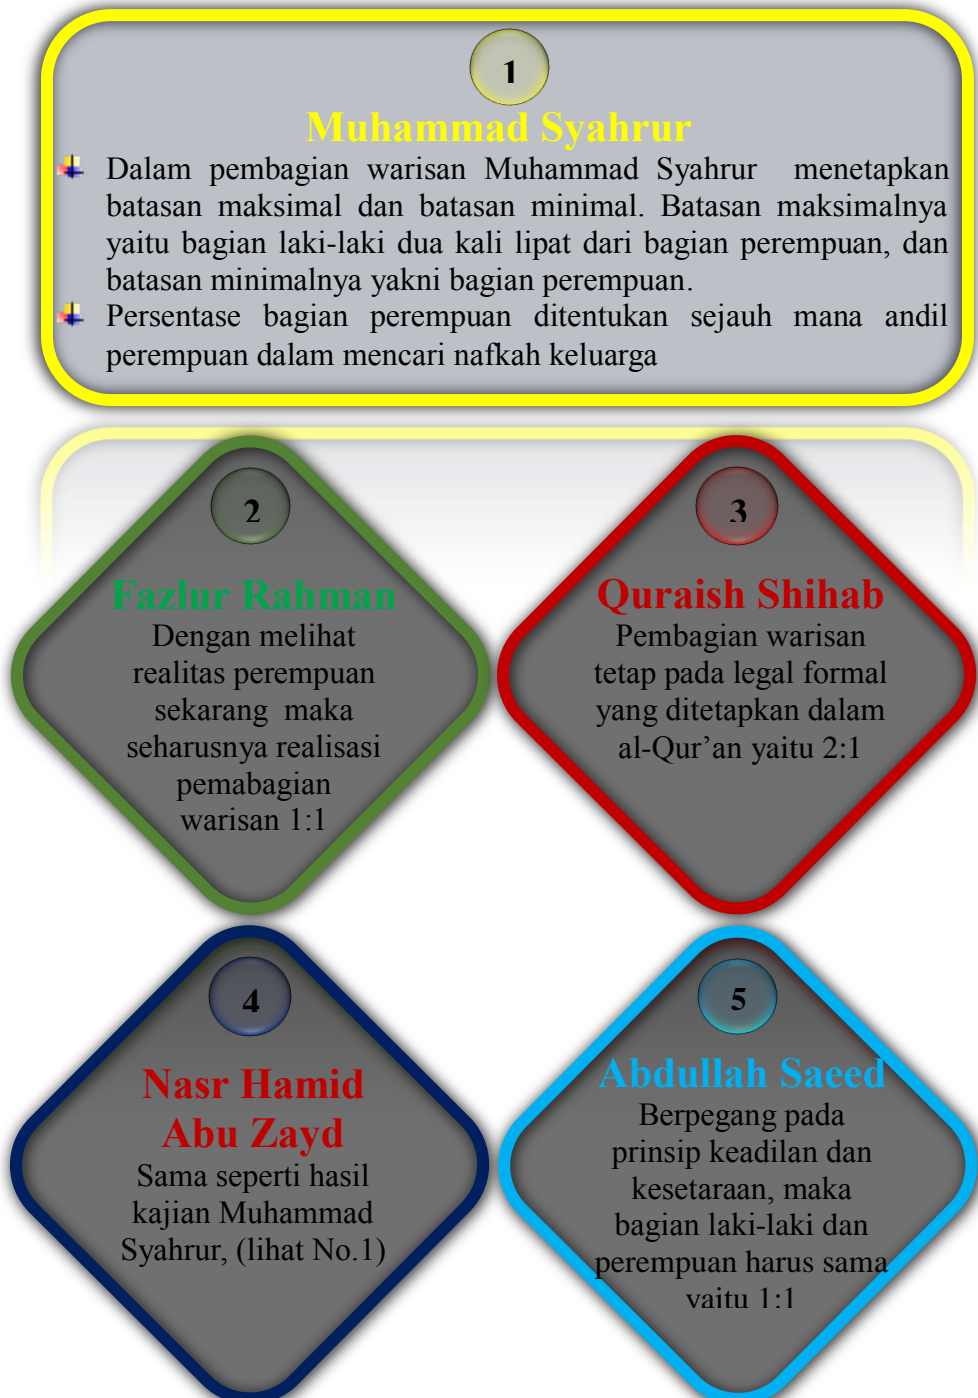 1
Muhammad Syahrur
Dalam pembagian warisan Muhammad Syahrur menetapkan
batasan maksimal dan batasan minimal. Batasan maksimalnya
yaitu bagian laki-laki dua kali lipat dari bagian perempuan, dan
batasan minimalnya yakni bagian perempuan.
Persentase bagian perempuan ditentukan sejauh mana andil
perempuan dalam mencari nafkah keluarga
2
Fazlur Rahman
Dengan melihat
realitas perempuan
sekarang maka
seharusnya realisasi
pemabagian
warisan 1:1
3
Quraish Shihab
Pembagian warisan
tetap pada legal formal
yang ditetapkan dalam
al-Qur’an yaitu 2:1
4
Nasr Hamid
Abu Zayd
Sama seperti hasil
kajian Muhammad
Syahrur, (lihat No.1)
5
Abdullah Saeed
Berpegang pada
prinsip keadilan dan
kesetaraan, maka
bagian laki-laki dan
perempuan harus sama
yaitu 1:1